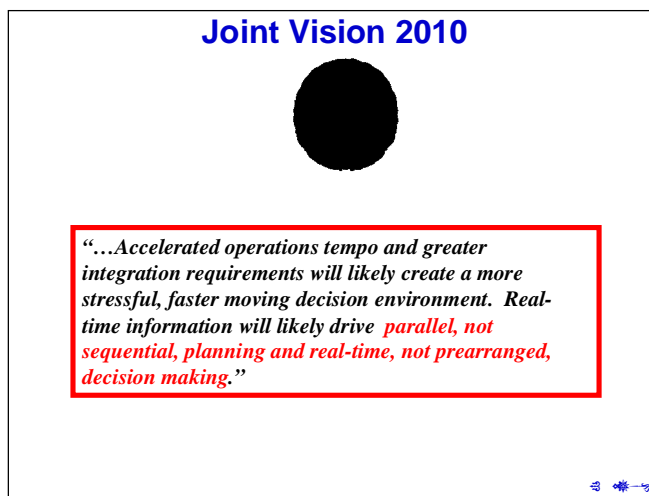 Joint Vision 2010
“…Accelerated operations tempo and greater
integration requirements will likely create a more
stressful, faster moving decision environment.  Real-
time information will likely drive  parallel, not
sequential, planning and real-time, not prearranged,
decision making.”